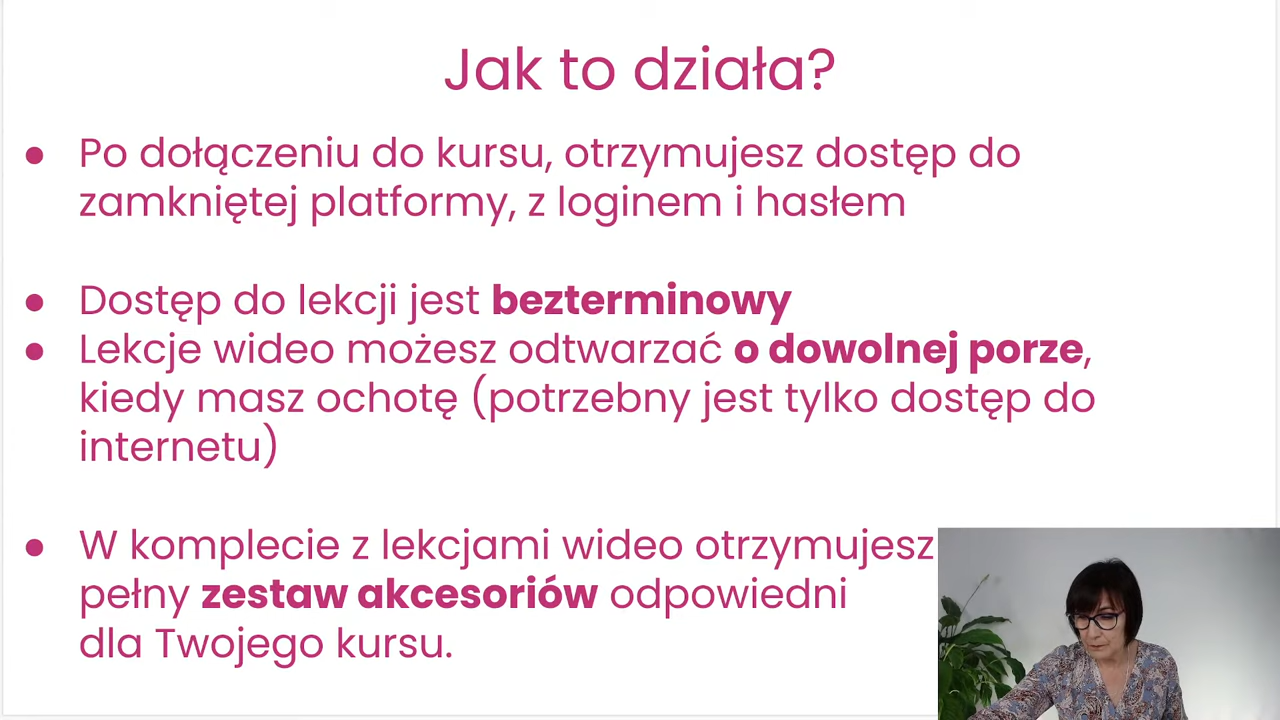 Jak to działa?
● Po dołączeniu do kursu, otrzymujesz dostęp do
zamkniętej platformy, z loginem i hasłem
● Dostęp do lekcji jest bezterminowy
● Lekcje wideo możesz odtwarzać o dowolnej porze,
kiedy masz ochotę (potrzebny jest tylko dostęp do
internetu)
● W komplecie z lekcjami wideo otrzymujesz
pełny zestaw akcesoriów odpowiedni
dla Twojego kursu.